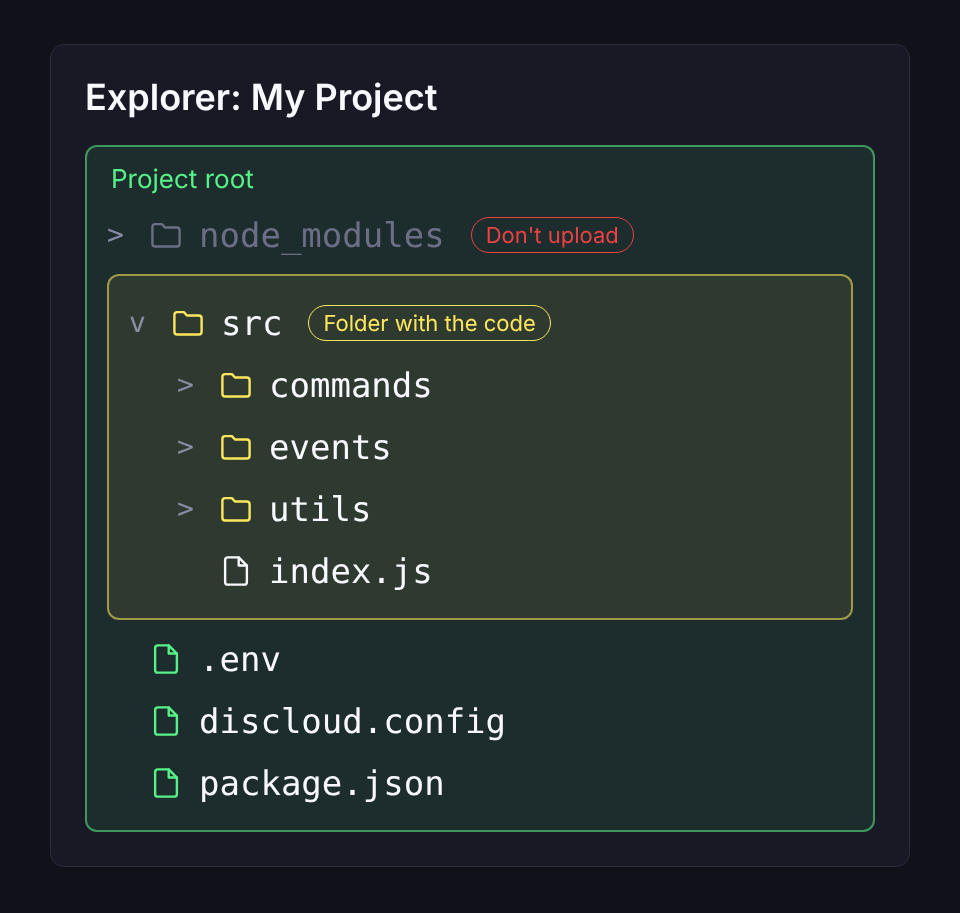 Explorer: My Project
Project root
> node_modules Don't upload
v src Folder with the code
> commands
> events
> utils
index.js
.env
discloud.config
package.json